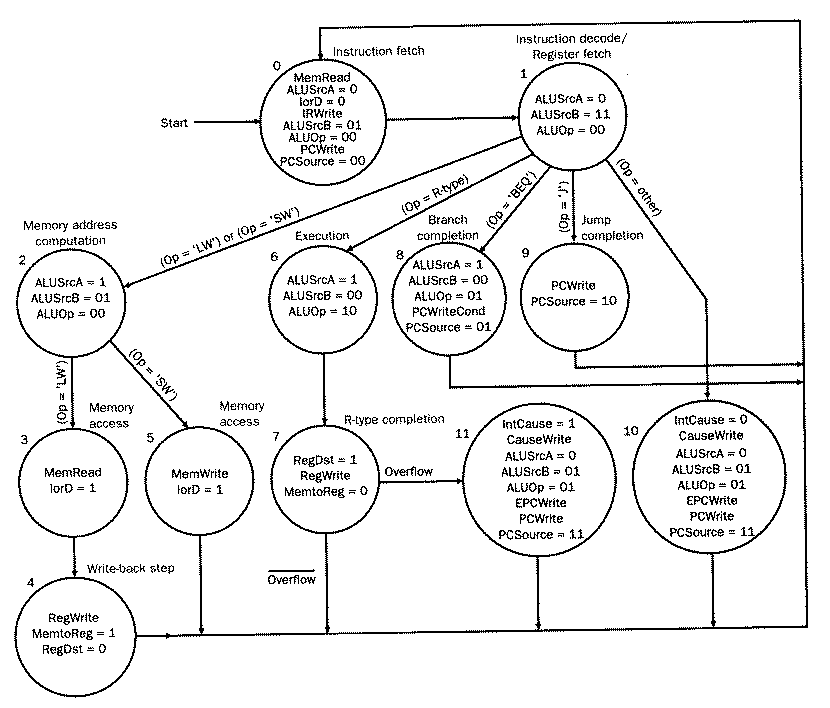 Instruction fetch
0
MemRead
ALUSrcA = 0
IorD = 0
IRWrite
ALUSrcB = 01
ALUOp = 00
PCWrite
PCSource = 00
Start
Instruction decode/
Register fetch
1
ALUSrcA = 0
ALUSrcB = 11
ALUOp = 00
(Op = 'LW') or (Op = 'SW')
(Op = R-type)
(Op = 'BEQ')
(Op = 'J')
(Op = other)
Memory address
computation
2
ALUSrcA = 1
ALUSrcB = 01
ALUOp = 00
Execution
6
ALUSrcA = 1
ALUSrcB = 00
ALUOp = 10
Branch
completion
8
ALUSrcA = 1
ALUSrcB = 00
ALUOp = 01
PCWriteCond
PCSource = 01
Jump
completion
9
PCWrite
PCSource = 10
(Op = 'LW')
(Op = 'SW')
Memory
access
3
MemRead
IorD = 1
Memory
access
5
MemWrite
IorD = 1
R-type completion
7
RegDst = 1
RegWrite
MemtoReg = 0
Overflow
Overflow
11
IntCause = 1
CauseWrite
ALUSrcA = 0
ALUSrcB = 01
ALUOp = 01
EPCWrite
PCWrite
PCSource = 11
10
IntCause = 0
CauseWrite
ALUSrcA = 0
ALUSrcB = 01
ALUOp = 01
EPCWrite
PCWrite
PCSource = 11
Write-back step
4
RegWrite
MemtoReg = 1
RegDst = 0